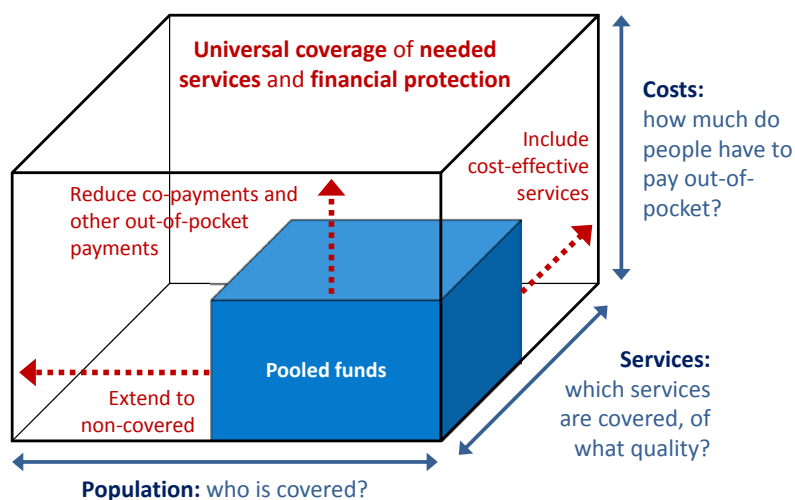 Universal coverage of needed
services and financial protection
Costs:
how much do
people have to
pay out-of-
pocket?
Include
cost-effective
services
Reduce co-payments and
other out-of-pocket
payments
Pooled funds
Extend to
non-covered
Services:
which services
are covered, of
what quality?
Population: who is covered?